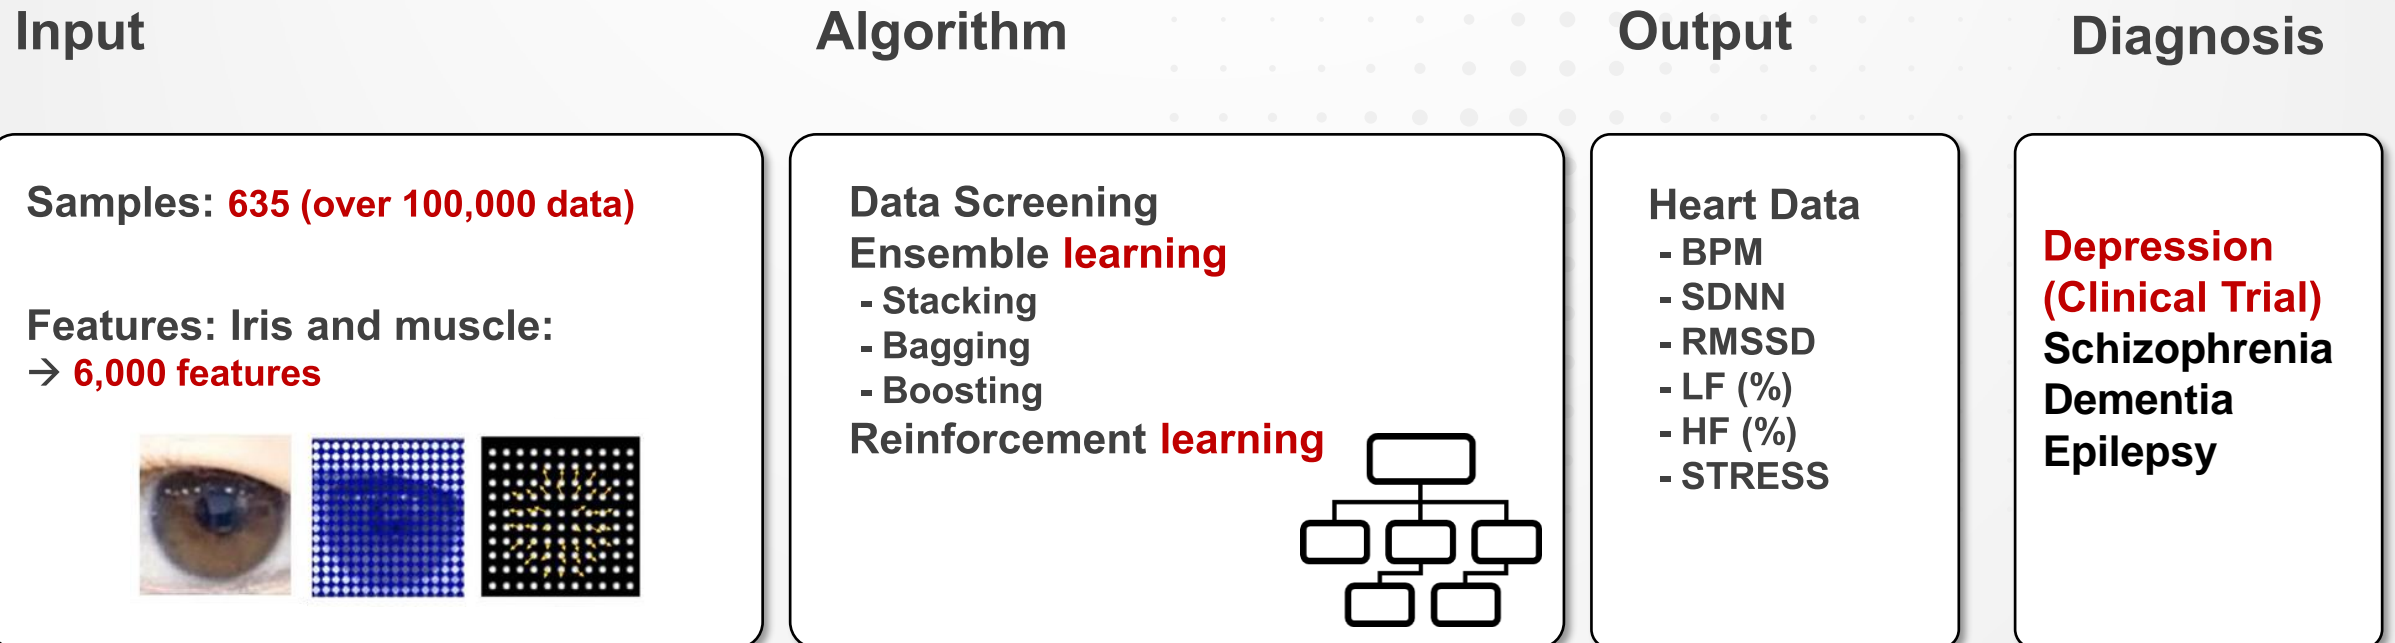 Input
Algorithm
Output
Diagnosis
Samples: 635 (over 100,000 data)
Features: Iris and muscle:
→ 6,000 features
Data Screening
Ensemble learning
- Stacking
- Bagging
- Boosting
Reinforcement learning
Heart Data
- BPM
- SDNN
- RMSSD
- LF (%)
- HF (%)
- STRESS
Depression
(Clinical Trial)
Schizophrenia
Dementia
Epilepsy